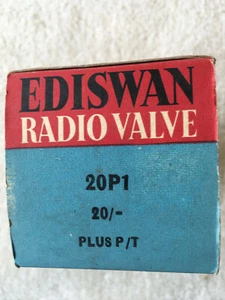 EDISWAN
RADIO VALVE
20P1
20/-
PLUS P/T